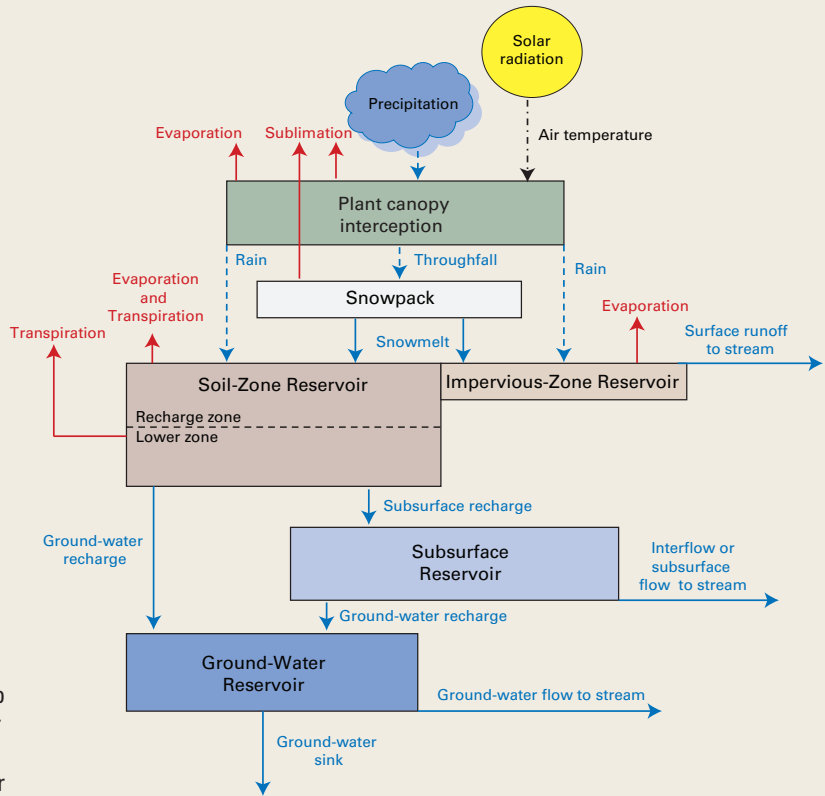 Solar
radiation
Precipitation
Evaporation
Sublimation
Air temperature
Plant canopy
interception
Rain
Throughfall
Rain
Evaporation
and
Transpiration
Snowpack
Evaporation
Transpiration
Snowmelt
Surface runoff
to stream
Soil-Zone Reservoir
Impervious-Zone Reservoir
Recharge zone
Lower zone
Subsurface recharge
Ground-water
recharge
Subsurface
Reservoir
Interflow or
subsurface
flow to stream
Ground-water recharge
Ground-Water
Reservoir
Ground-water flow to stream
Ground-water
sink